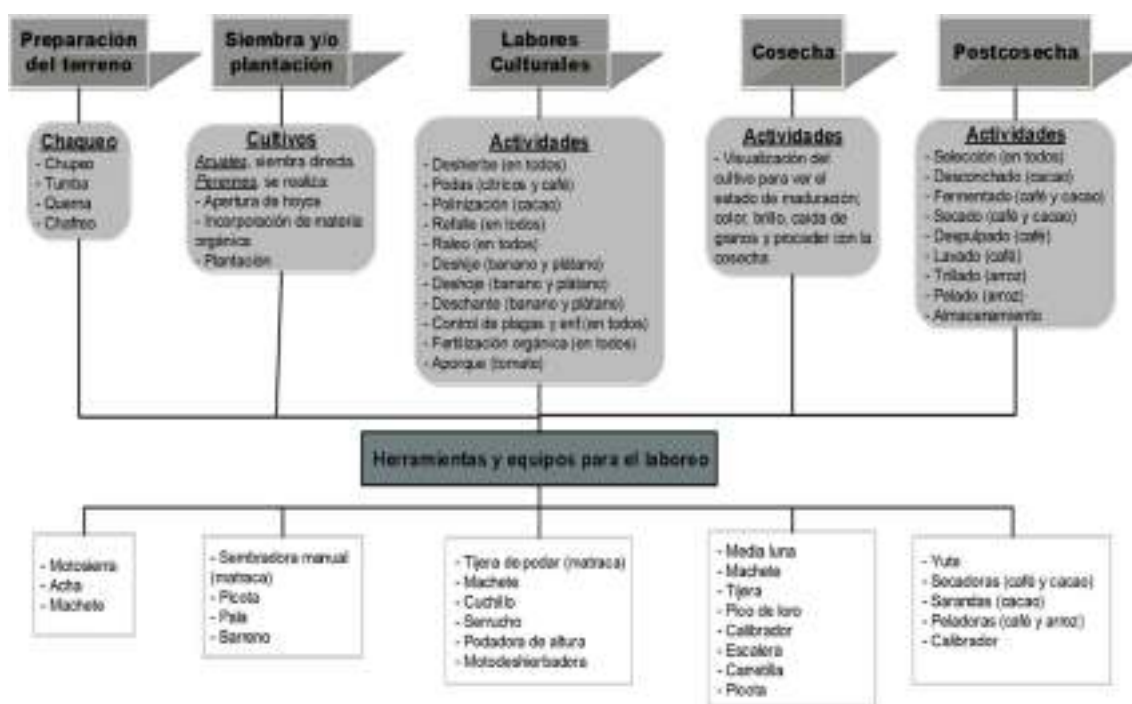 Preparación
del terreno
Siembra y/o
plantación
Labores
Culturales
Cosecha
Postcosecha
Chaqueo
- Chupeo
- Tumba
- Quema
- Chafreo
Cultivos
Anuales, siembra directa
Perennes, se realiza
- Apertura de hoyos
- Incorporación de materia
orgánica
- Plantación
Actividades
- Deshierbe (en todos)
- Podas (cítricos y café)
- Polinización (cacao)
- Refalle (en todos)
- Raleo (en todos)
- Deshije (banano y plátano)
- Deshoje (banano y plátano)
- Deschante (banano y plátano)
- Control de plagas y enf (en todos)
- Fertilización orgánica (en todos)
- Aporque (tomate)
Actividades
- Visualización del
cultivo para ver el
estado de maduración;
color, brillo, caída de
granos y proceder con la
cosecha
Actividades
- Selección (en todos)
- Desconchado (cacao)
- Fermentado (café y cacao)
- Secado (café y cacao)
- Despulpado (café)
- Lavado (café)
- Trillado (arroz)
- Pelado (arroz)
- Almacenamiento
Herramientas y equipos para el laboreo
- Motosierra
- Acha
- Machete
- Sembradora manual
(matraca)
- Picota
- Pala
- Barreno
- Tijera de podar (matraca)
- Machete
- Cuchillo
- Serrucho
- Podadora de altura
- Motodeshierbadora
- Media luna
- Machete
- Tijera
- Pico de loro
- Calibrador
- Escalera
- Carretilla
- Picota
- Yute
- Secadoras (café y cacao)
- Sarandas (cacao)
- Peladoras (café y arroz)
- Calibrador